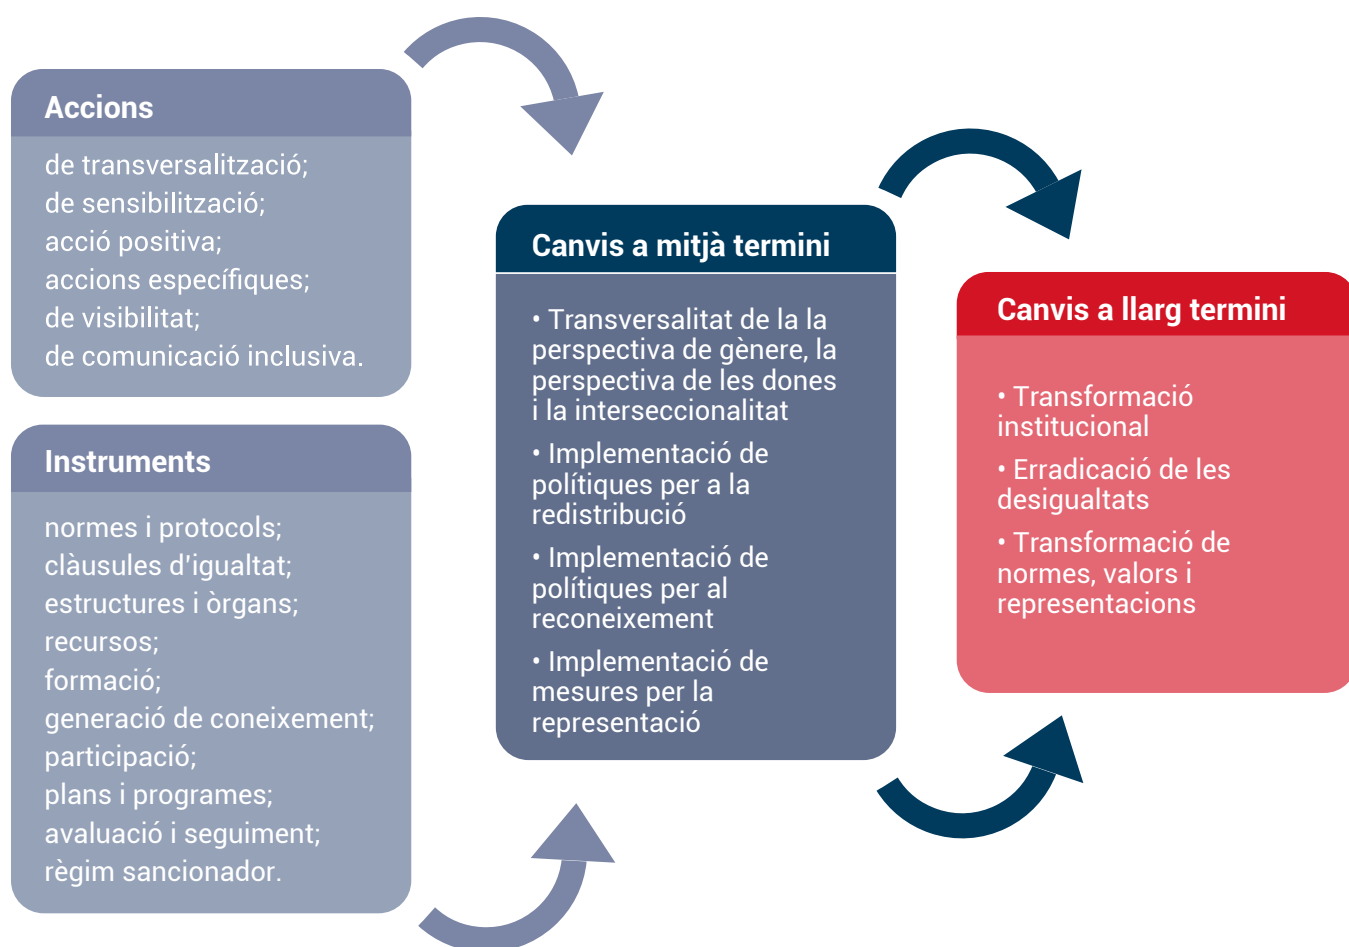 Accions
de transversalització;
de sensibilització;
acció positiva;
accions específiques;
de visibilitat;
de comunicació inclusiva.
Instruments
normes i protocols;
clàusules d'igualtat;
estructures i òrgans;
recursos;
formació;
generació de coneixement;
participació;
plans i programes;
avaluació i seguiment;
règim sancionador.
Canvis a mitjà termini
• Transversalitat de la la
perspectiva de gènere, la
perspectiva de les dones
i la interseccionalitat
• Implementació de
polítiques per a la
redistribució
• Implementació de
polítiques per al
reconeixement
• Implementació de
mesures per la
representació
Canvis a llarg termini
• Transformació
institucional
• Erradicació de les
desigualtats
• Transformació de
normes, valors i
representacions